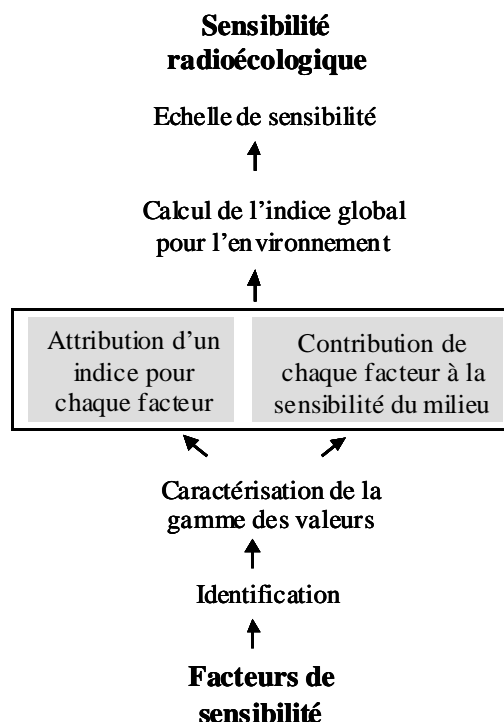 Sensibilité
radioécologique
Echelle de sensibilité
Calcul de l'indice global
pour l'environnement
Attribution d'un
indice pour
chaque facteur
Contribution de
chaque facteur à la
sensibilité du milieu
Caractérisation de la
gamme des valeurs
Identification
Facteurs de
sensibilité